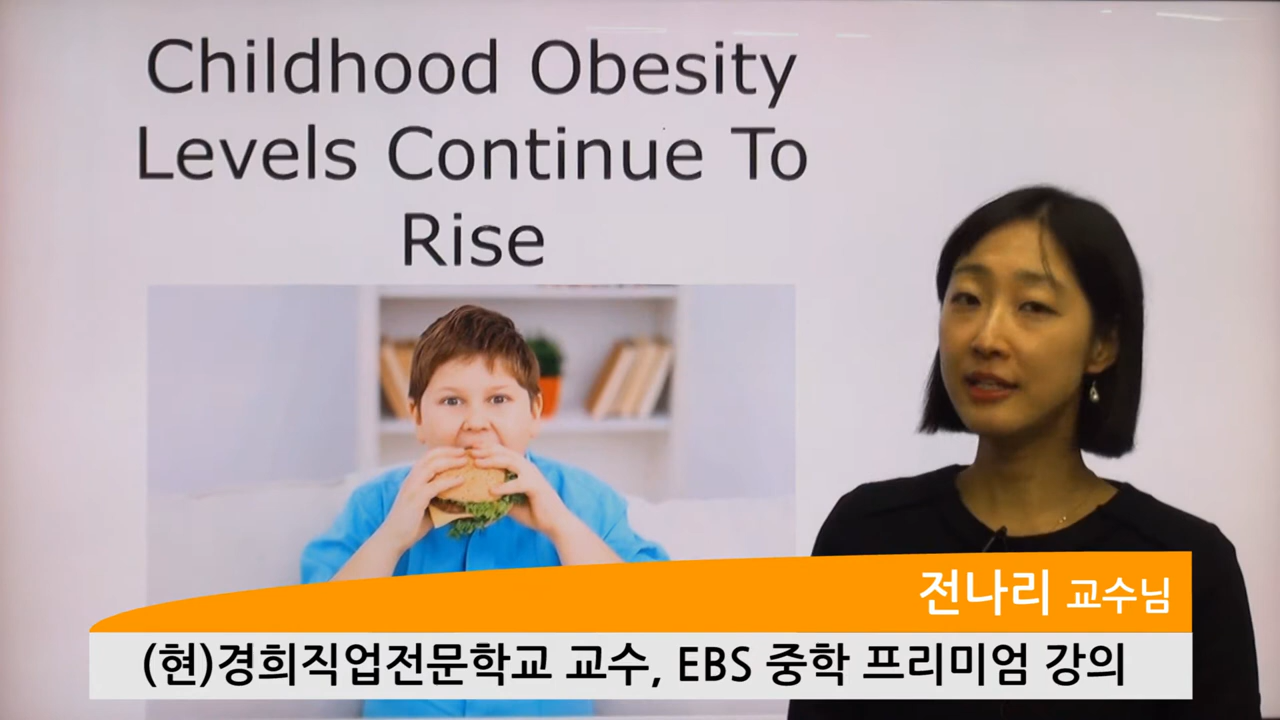 Childhood Obesity
Levels Continue To
Rise
전나리 교수님
(현)경희직업전문학교 교수, EBS 중학 프리미엄 강의